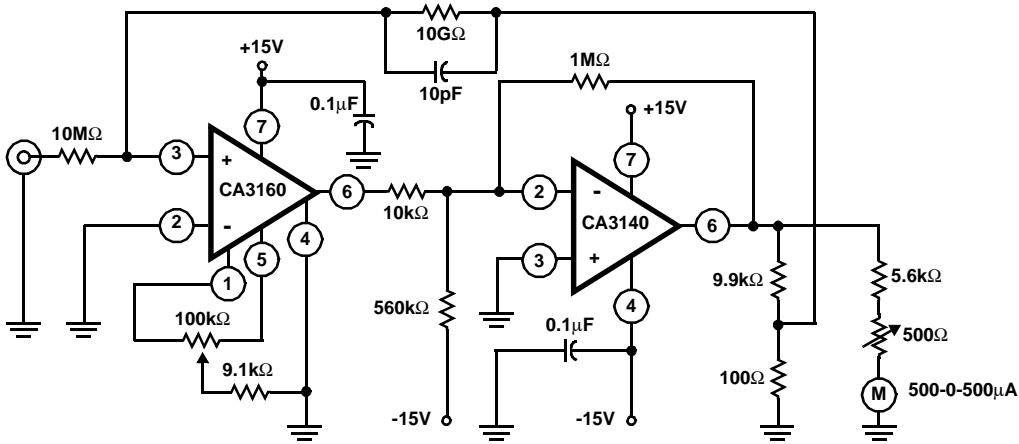 10GΩ
+15V
10pF
1MΩ
0.1μF
+15V
10MΩ
7
7
3
+
CA3160
6
10kΩ
2
-
CA3140
6
2
-
4
3
+
9.9kΩ
5.6kΩ
5
1
560kΩ
4
100kΩ
0.1μF
500Ω
9.1kΩ
100Ω
M
500-0-500μA
-15V
-15V